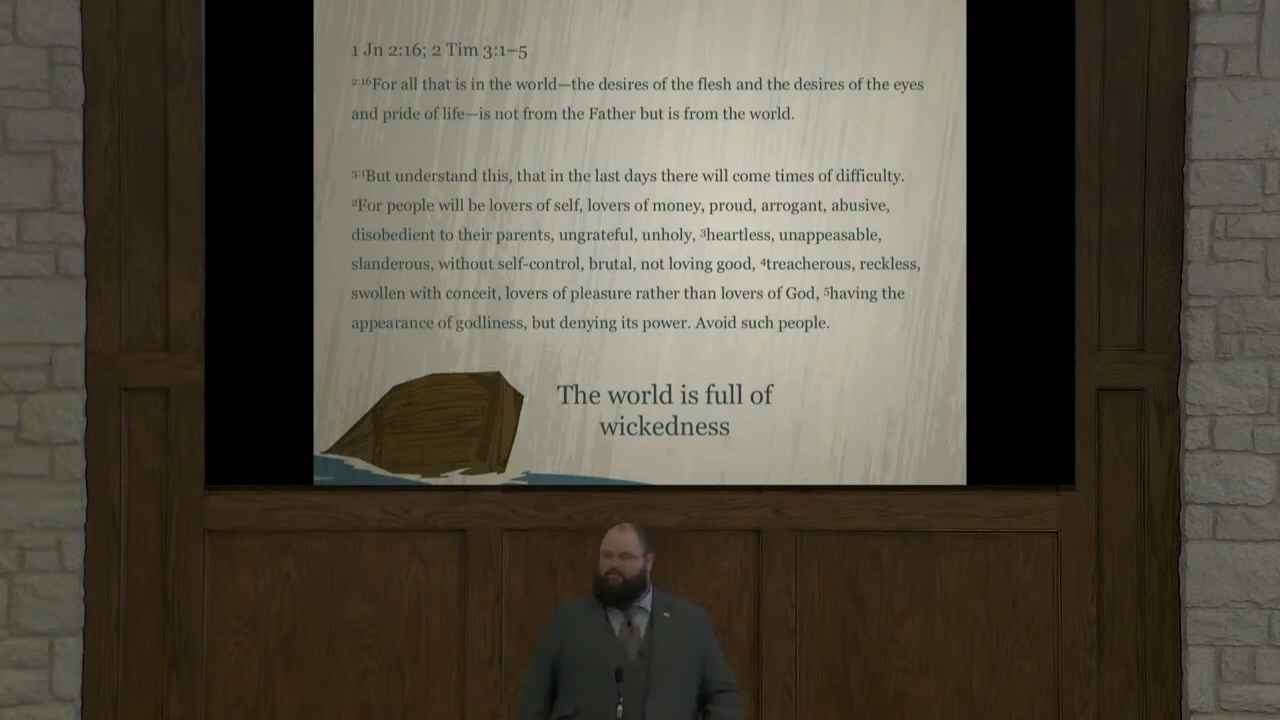 1 Jn 2:16; 2 Tim 3:1–5
2:16For all that is in the world—the desires of the flesh and the desires of the eyes
and pride of life—is not from the Father but is from the world.
3:1But understand this, that in the last days there will come times of difficulty.
2For people will be lovers of self, lovers of money, proud, arrogant, abusive,
disobedient to their parents, ungrateful, unholy, 3heartless, unappeasable,
slanderous, without self-control, brutal, not loving good, 4treacherous, reckless,
swollen with conceit, lovers of pleasure rather than lovers of God, 5having the
appearance of godliness, but denying its power. Avoid such people.
The world is full of
wickedness